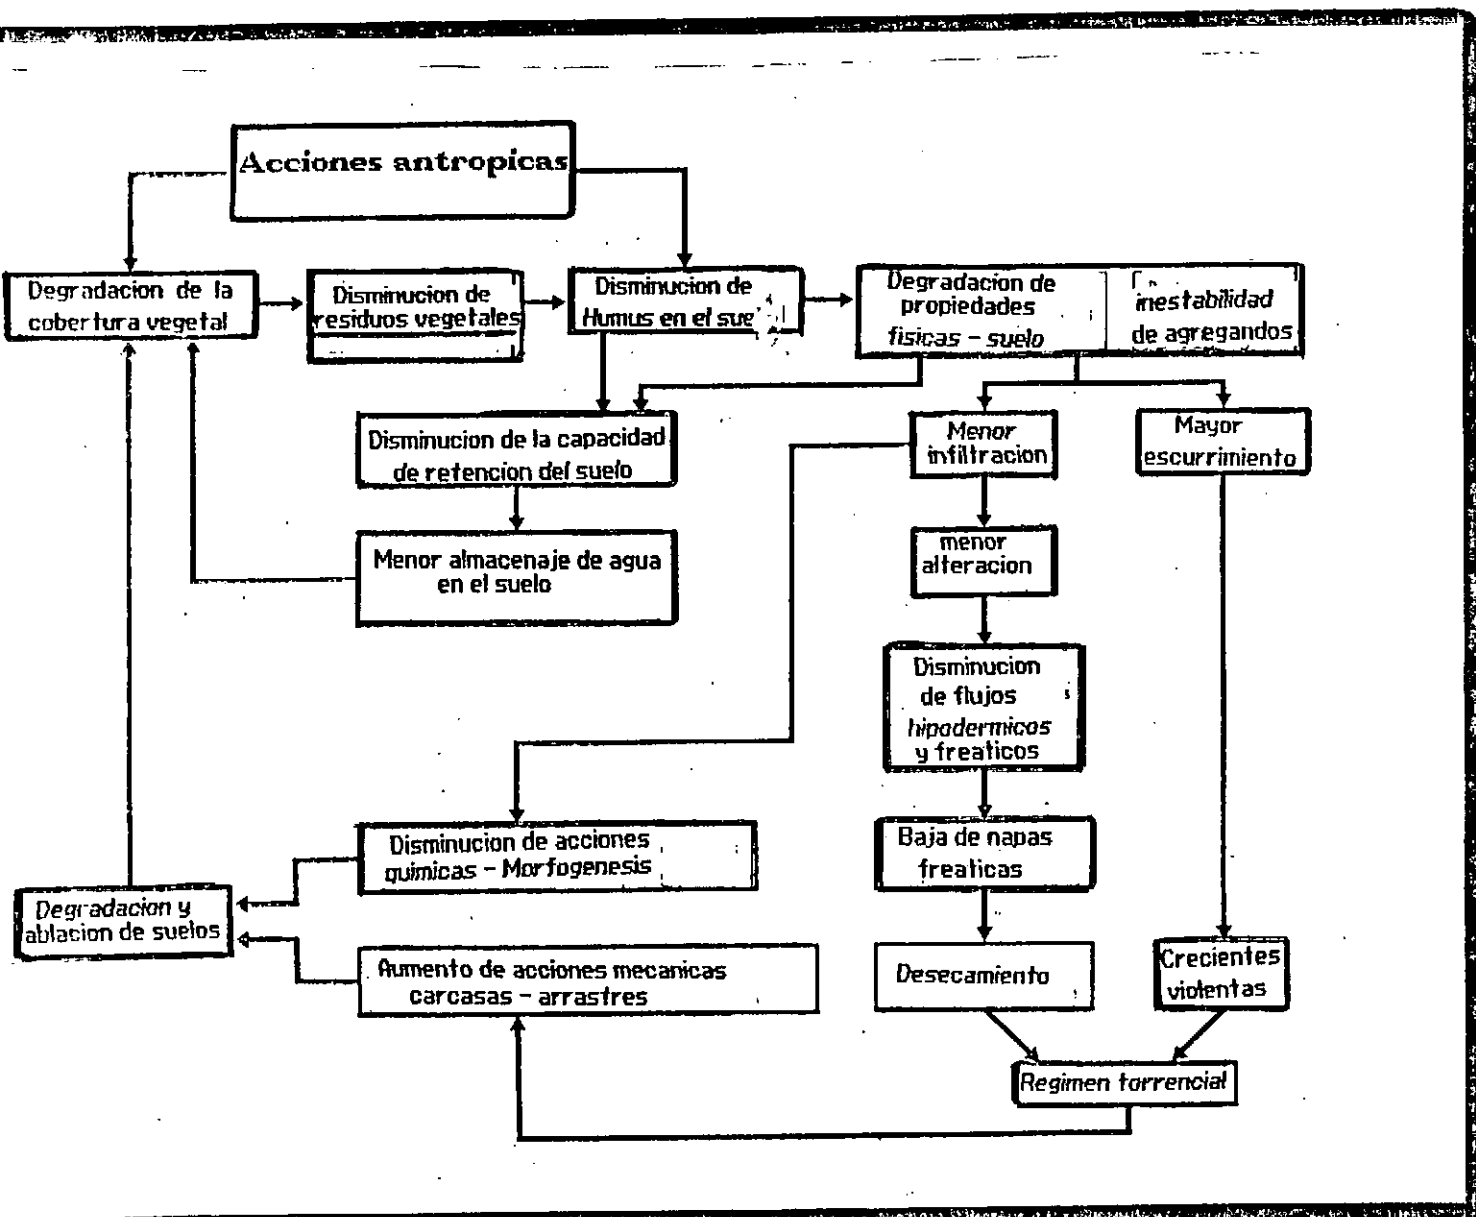 Acciones antropicas
Degradacion de la
cobertura vegetal
Disminucion de
residuos vegetales
Disminucion de
Humus en el
Degradacion de
propiedades
fisicas - suelo
inestabilidad
de agregandos
Disminucion de la capacidad
de retencion del suelo
Menor
infiltracion
Mayor
escurrimiento
Menor almacenaje de agua
en el suelo
menor
alteracion
Disminucion
de flujos
hipodermicos
y freaticos
Disminucion de acciones
quimicas - Morfogenesis
Baja de napas
freaticas
Degradacion y
ablacion de suelos
Aumento de acciones mecanicas
carcasas - arrastres
Desecamiento
Crecientes
violentas
Regimen torrencial